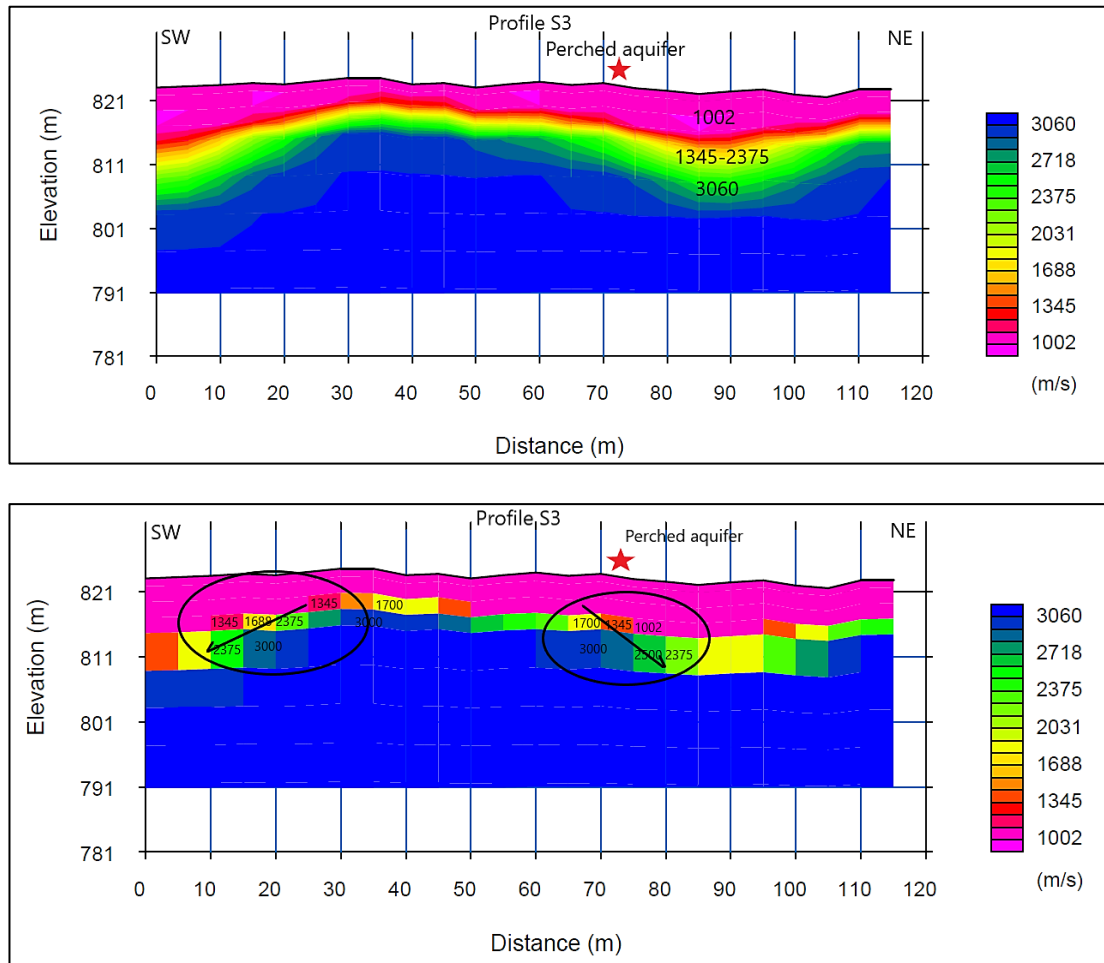 Profile S3
SW
NE
Perched aquifer
821
811
801
791
781
Elevation (m)
1002
1345-2375
3060
0 10 20 30 40 50 60 70 80 90 100 110 120
Distance (m)
3060
2718
2375
2031
1688
1345
1002
(m/s)
Profile S3
SW
NE
Perched aquifer
821
811
801
791
781
Elevation (m)
1345 1700
1345 1688 2375 3000
2375 3000
1700 1345 1002
3000 2500 2375
0 10 20 30 40 50 60 70 80 90 100 110 120
Distance (m)
3060
2718
2375
2031
1688
1345
1002
(m/s)